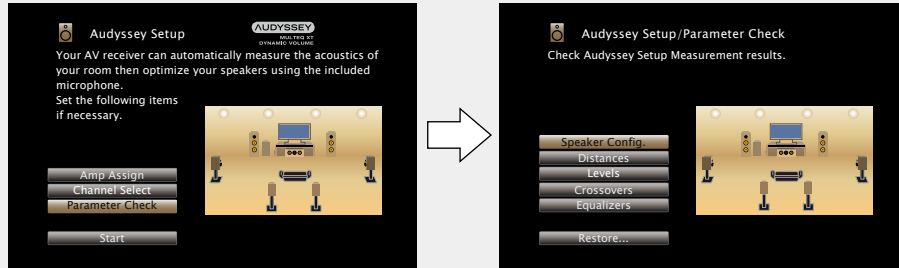 Audyssey Setup
AUDYSSEY
MULTEQ XT
DYNAMIC VOLUME
Your AV receiver can automatically measure the acoustics of
your room then optimize your speakers using the included
microphone.
Set the following items
if necessary.
Amp Assign
Channel Select
Parameter Check
Start
Audyssey Setup/Parameter Check
Check Audyssey Setup Measurement results.
Speaker Config.
Distances
Levels
Crossovers
Equalizers
Restore...